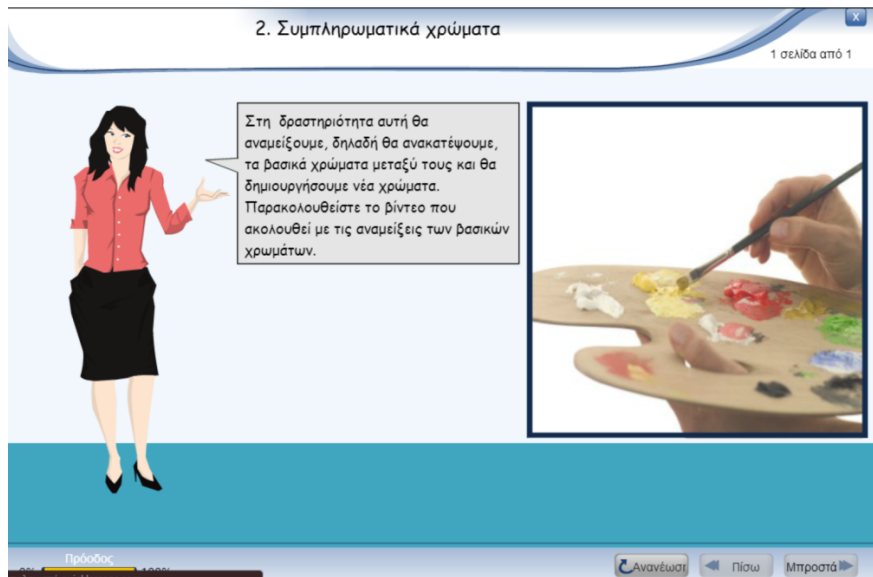 2. Συμπληρωματικά χρώματα
x
1 σελίδα από 1
Στη δραστηριότητα αυτή θα
αναμείξουμε, δηλαδή θα ανακατέψουμε,
τα βασικά χρώματα μεταξύ τους και θα
δημιουργήσουμε νέα χρώματα.
Παρακολουθείστε το βίντεο που
ακολουθεί με τις αναμείξεις των βασικών
χρωμάτων.
Πρόοδος
0% 100%
Ανανέωση Πίσω Μπροστά